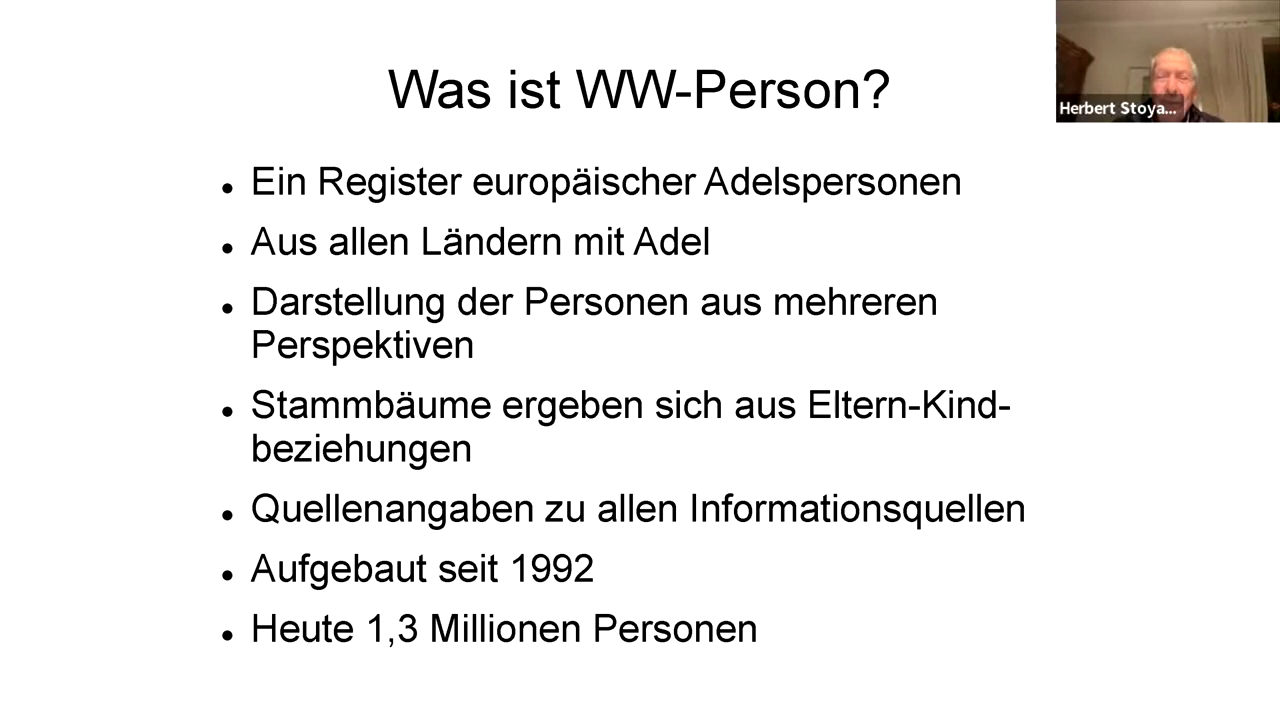 Was ist WW-Person?
Herbert Stoya...
Ein Register europäischer Adelspersonen
Aus allen Ländern mit Adel
Darstellung der Personen aus mehreren
Perspektiven
Stammbäume ergeben sich aus Eltern-Kind-
beziehungen
Quellenangaben zu allen Informationsquellen
Aufgebaut seit 1992
Heute 1,3 Millionen Personen